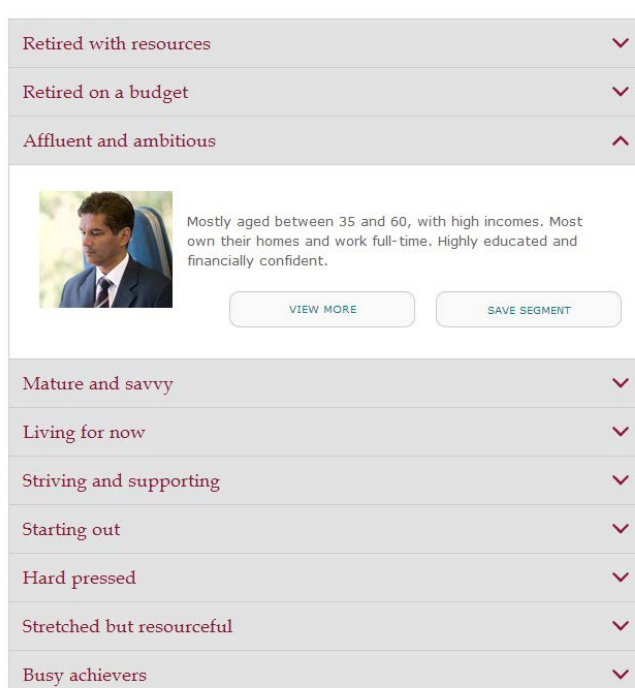 Retired with resources
Retired on a budget
Affluent and ambitious
Mostly aged between 35 and 60, with high incomes. Most
own their homes and work full-time. Highly educated and
financially confident.
VIEW MORE
SAVE SEGMENT
Mature and savvy
Living for now
Striving and supporting
Starting out
Hard pressed
Stretched but resourceful
Busy achievers